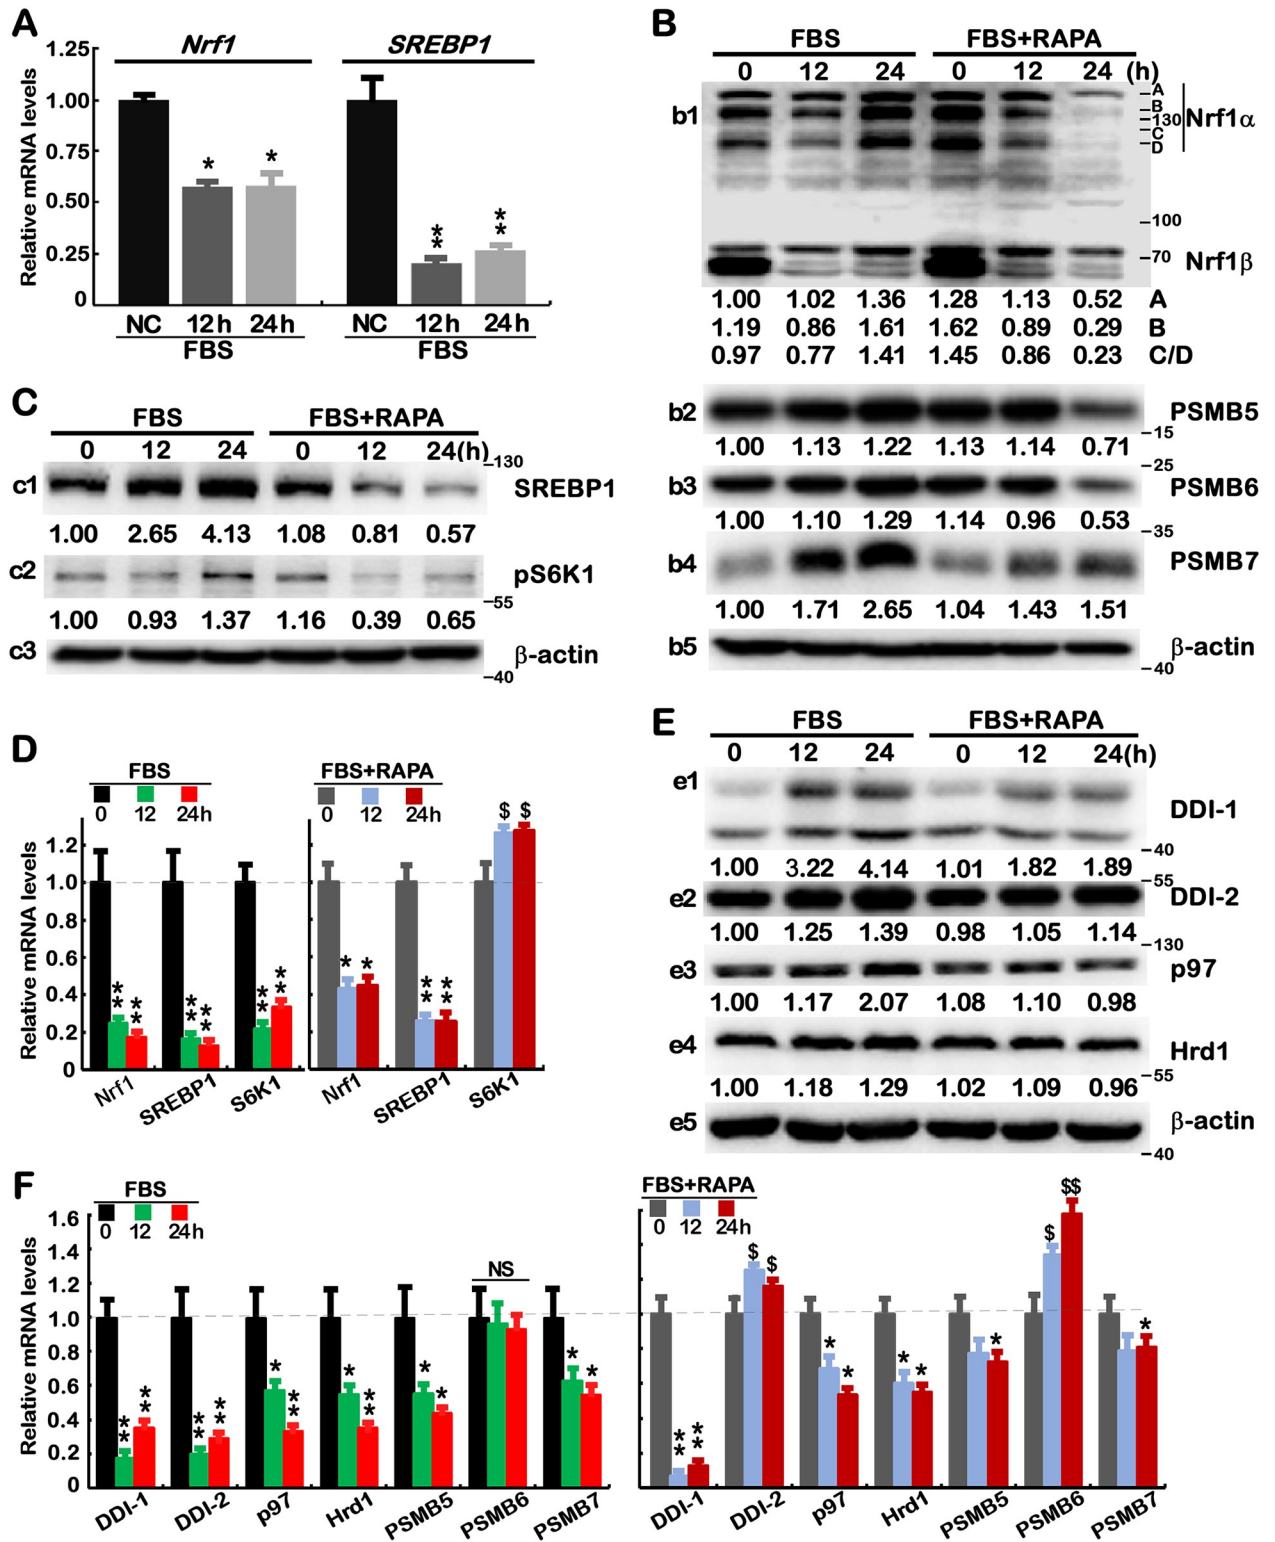 A
Nrf1 SREBP1
Relative mRNA levels
1.25
1.00
0.75
0.50
0.25
0
* * ** **
NC 12h 24h NC 12h 24h
FBS FBS
B
FBS FBS+RAPA
0 12 24 0 12 24 (h)
b1
A
B
130
C
D
Nrf1α
100
70
Nrf1β
1.00 1.02 1.36 1.28 1.13 0.52 A
1.19 0.86 1.61 1.62 0.89 0.29 B
0.97 0.77 1.41 1.45 0.86 0.23 C/D
b2 PSMB5
15
1.00 1.13 1.22 1.13 1.14 0.71
25
b3 PSMB6
1.00 1.10 1.29 1.14 0.96 0.53
35
b4 PSMB7
1.00 1.71 2.65 1.04 1.43 1.51
b5 β-actin
40
C
FBS FBS+RAPA
0 12 24 0 12 24(h)
130
c1 SREBP1
1.00 2.65 4.13 1.08 0.81 0.57
c2 pS6K1
55
1.00 0.93 1.37 1.16 0.39 0.65
c3 β-actin
40
D
FBS FBS+RAPA
0 12 24h 0 12 24h
Relative mRNA levels
1.2
1.0
0.8
0.6
0.4
0.2
0
** ** ** ** ** ** * * ** ** $ $
Nrf1 SREBP1 S6K1 Nrf1 SREBP1 S6K1
E
FBS FBS+RAPA
0 12 24 0 12 24(h)
e1 DDI-1
40
1.00 3.22 4.14 1.01 1.82 1.89
55
e2 DDI-2
1.00 1.25 1.39 0.98 1.05 1.14
130
e3 p97
1.00 1.17 2.07 1.08 1.10 0.98
e4 Hrd1
55
1.00 1.18 1.29 1.02 1.09 0.96
e5 β-actin
40
F
FBS FBS+RAPA
0 12 24h 0 12 24h
Relative mRNA levels
1.6
1.4
1.2
1.0
0.8
0.6
0.4
0.2
0
** ** ** ** * ** * ** * * NS * *
** ** $ $ * * * * * $ $$ *
DDI-1 DDI-2 p97 Hrd1 PSMB5 PSMB6 PSMB7
DDI-1 DDI-2 p97 Hrd1 PSMB5 PSMB6 PSMB7